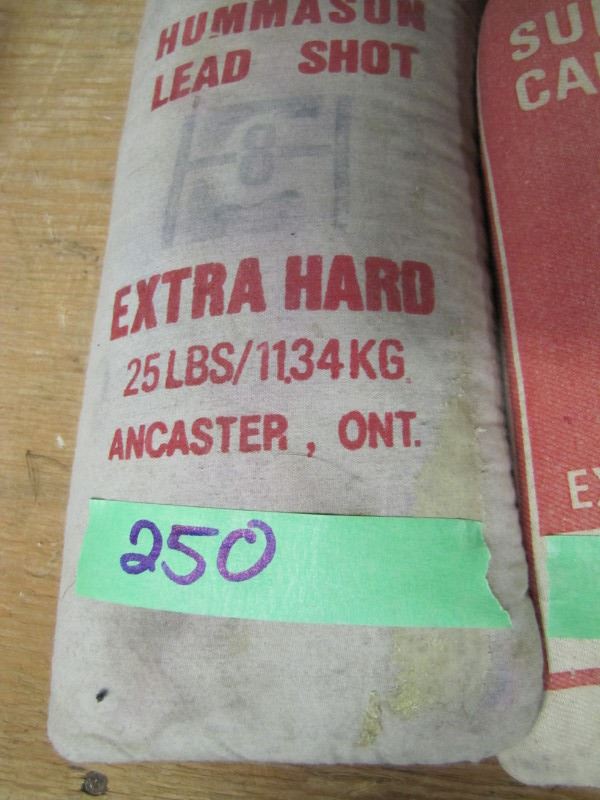 HUMMASON
LEAD SHOT
8
EXTRA HARD
25 LBS/11.34 KG.
ANCASTER, ONT.
250